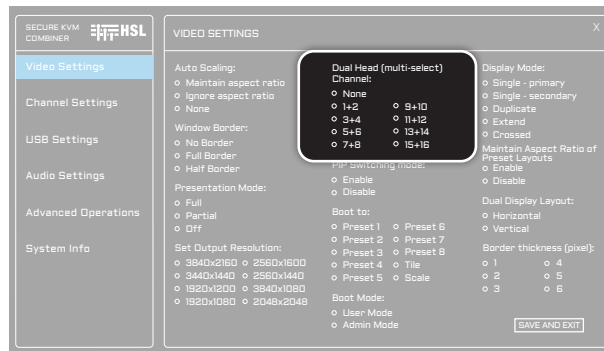 SECURE KVM
COMBINER
HSL
Video Settings
Channel Settings
USB Settings
Audio Settings
Advanced Operations
System Info
VIDEO SETTINGS
X
Auto Scaling:
Maintain aspect ratio
Ignore aspect ratio
None
Window Border:
No Border
Full Border
Half Border
Presentation Mode:
Full
Partial
Off
Set Output Resolution:
3840x2160 2560x1600
3440x1440 2560x1440
1920x1200 3840x1080
1920x1080 2048x2048
Dual Head (multi-select)
Channel:
None
1+2 9+10
3+4 11+12
5+6 13+14
7+8 15+16
PIP Switching mode:
Enable
Disable
Boot to:
Preset 1 Preset 6
Preset 2 Preset 7
Preset 3 Preset 8
Preset 4 Tile
Preset 5 Scale
Boot Mode:
User Mode
Admin Mode
Display Mode:
Single - primary
Single - secondary
Duplicate
Extend
Crossed
Maintain Aspect Ratio of
Preset Layouts
Enable
Disable
Dual Display Layout:
Horizontal
Vertical
Border thickness (pixel):
1 4
2 5
3 6
SAVE AND EXIT